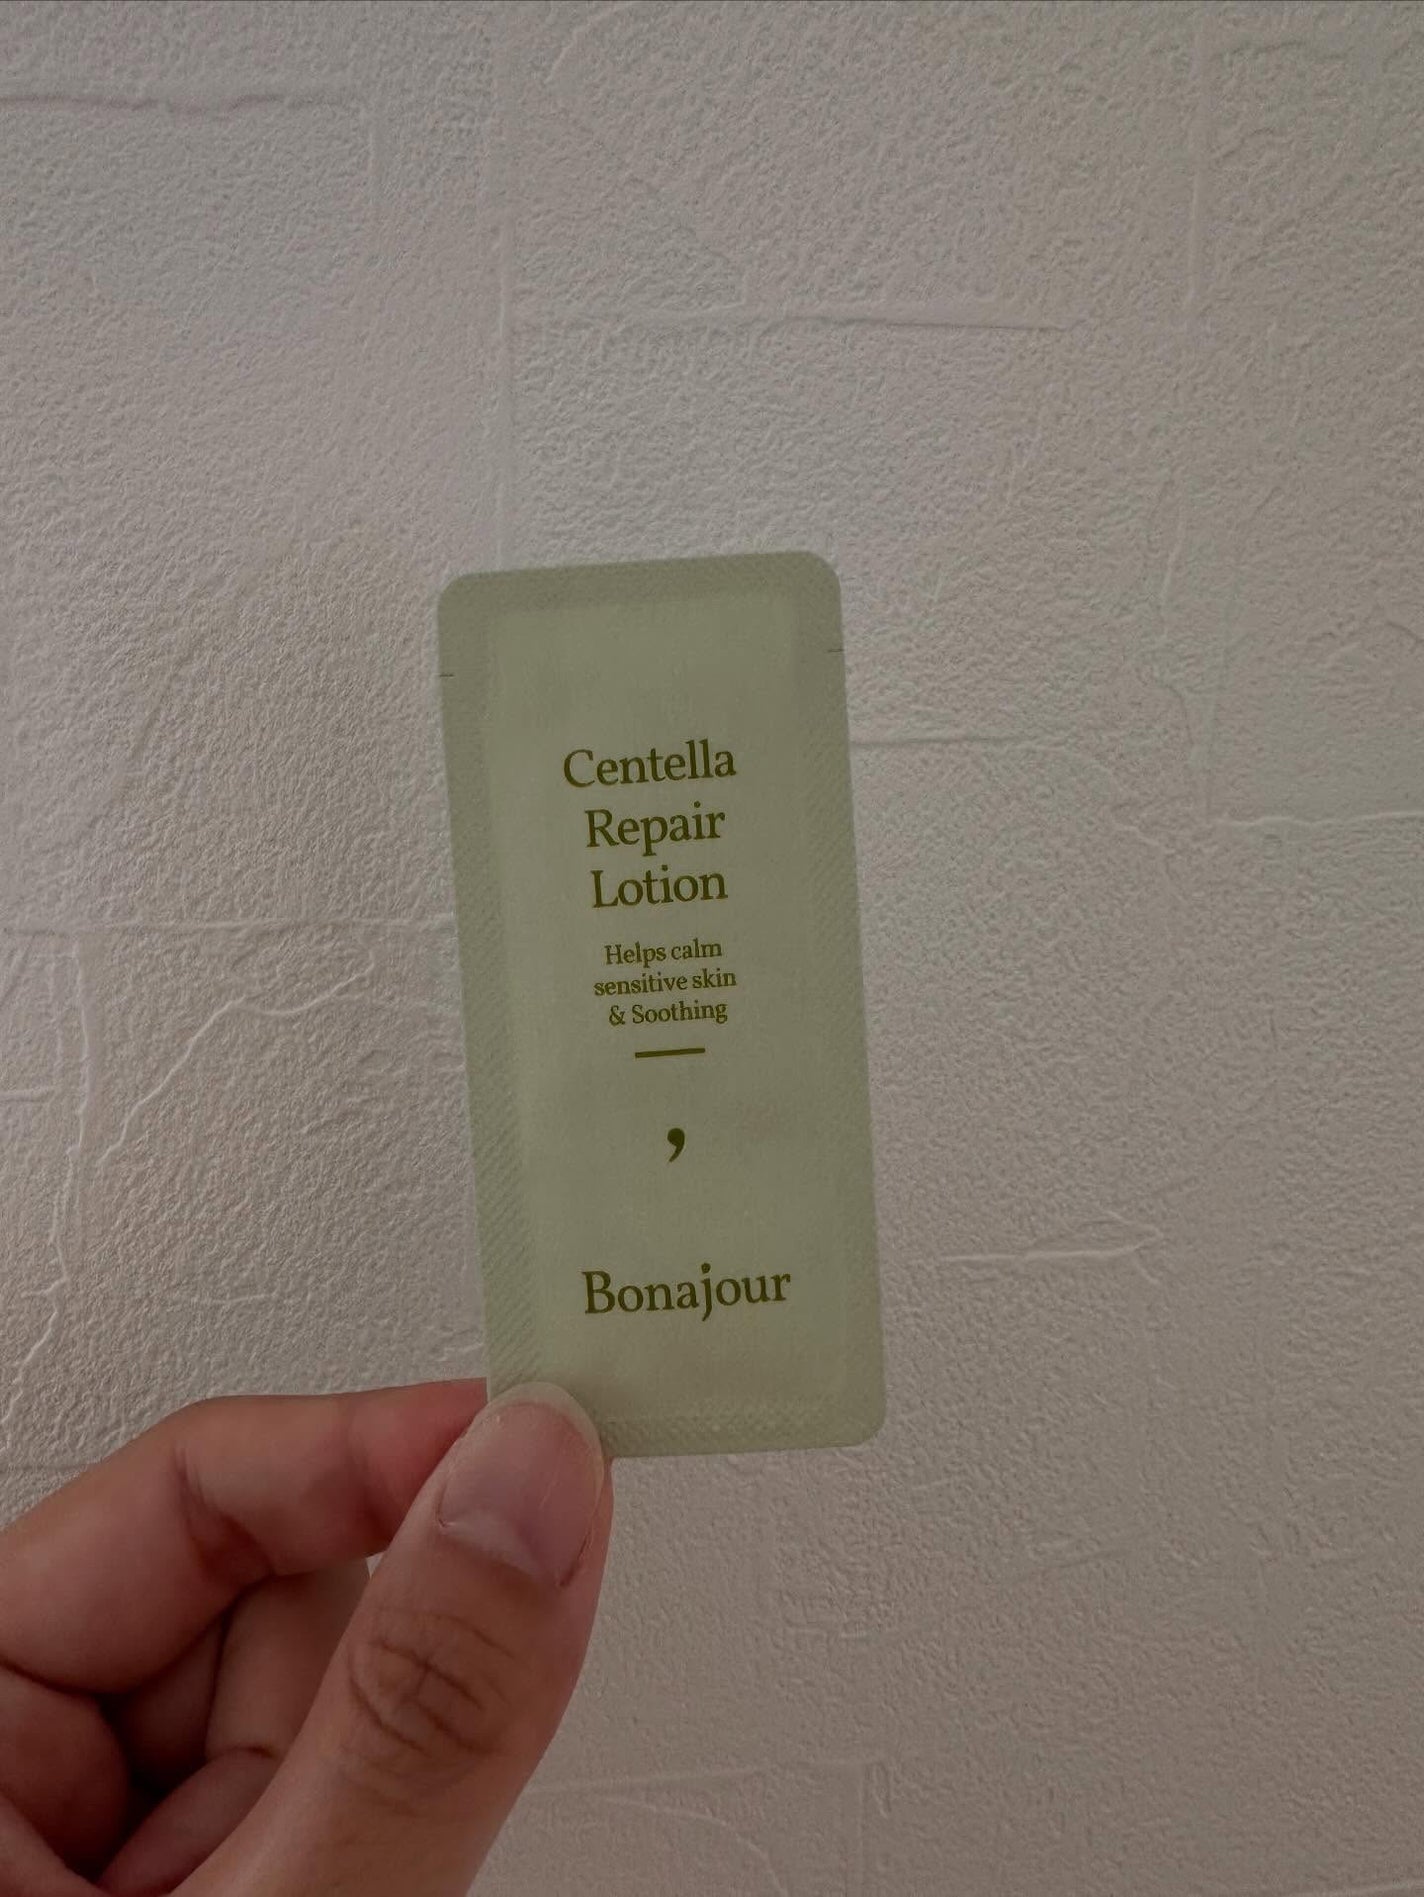 Centella
Repair
Lotion
Helps calm
sensitive skin
& Soothing
,
Bonajour